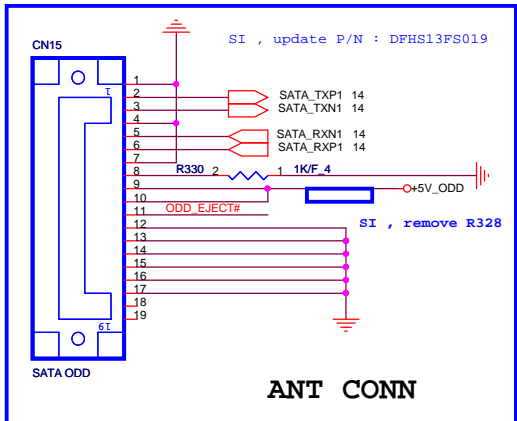 SI , update P/N : DFHS13FS019
CN15
1
1
2 SATA_TXP1 14
3 SATA_TXN1 14
4
5 SATA_RXN1 14
6 SATA_RXP1 14
7
8 R330 2 1 1K/F_4
9 +5V_ODD
10
11 ODD_EJECT#
12 SI , remove R328
13
14
15
16
17
18
19
19
SATA ODD
ANT CONN